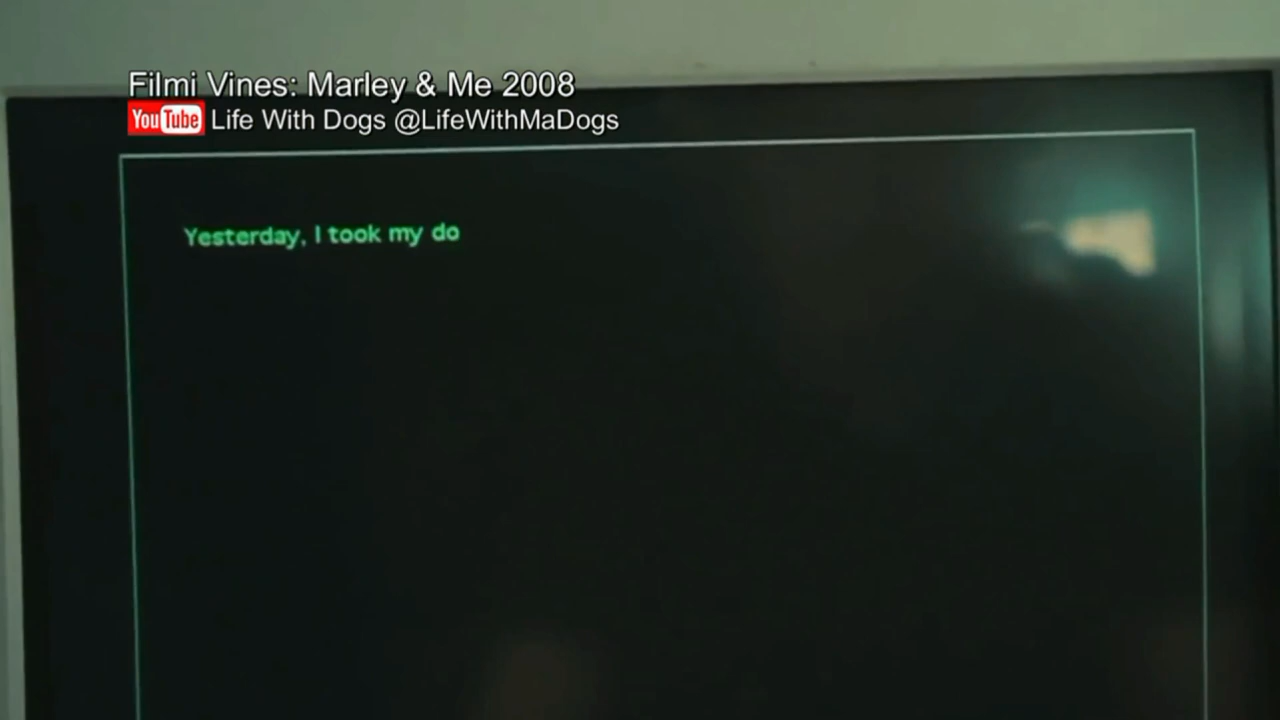 Filmi Vines: Marley & Me 2008
YouTube Life With Dogs @LifeWithMaDogs
Yesterday, I took my do